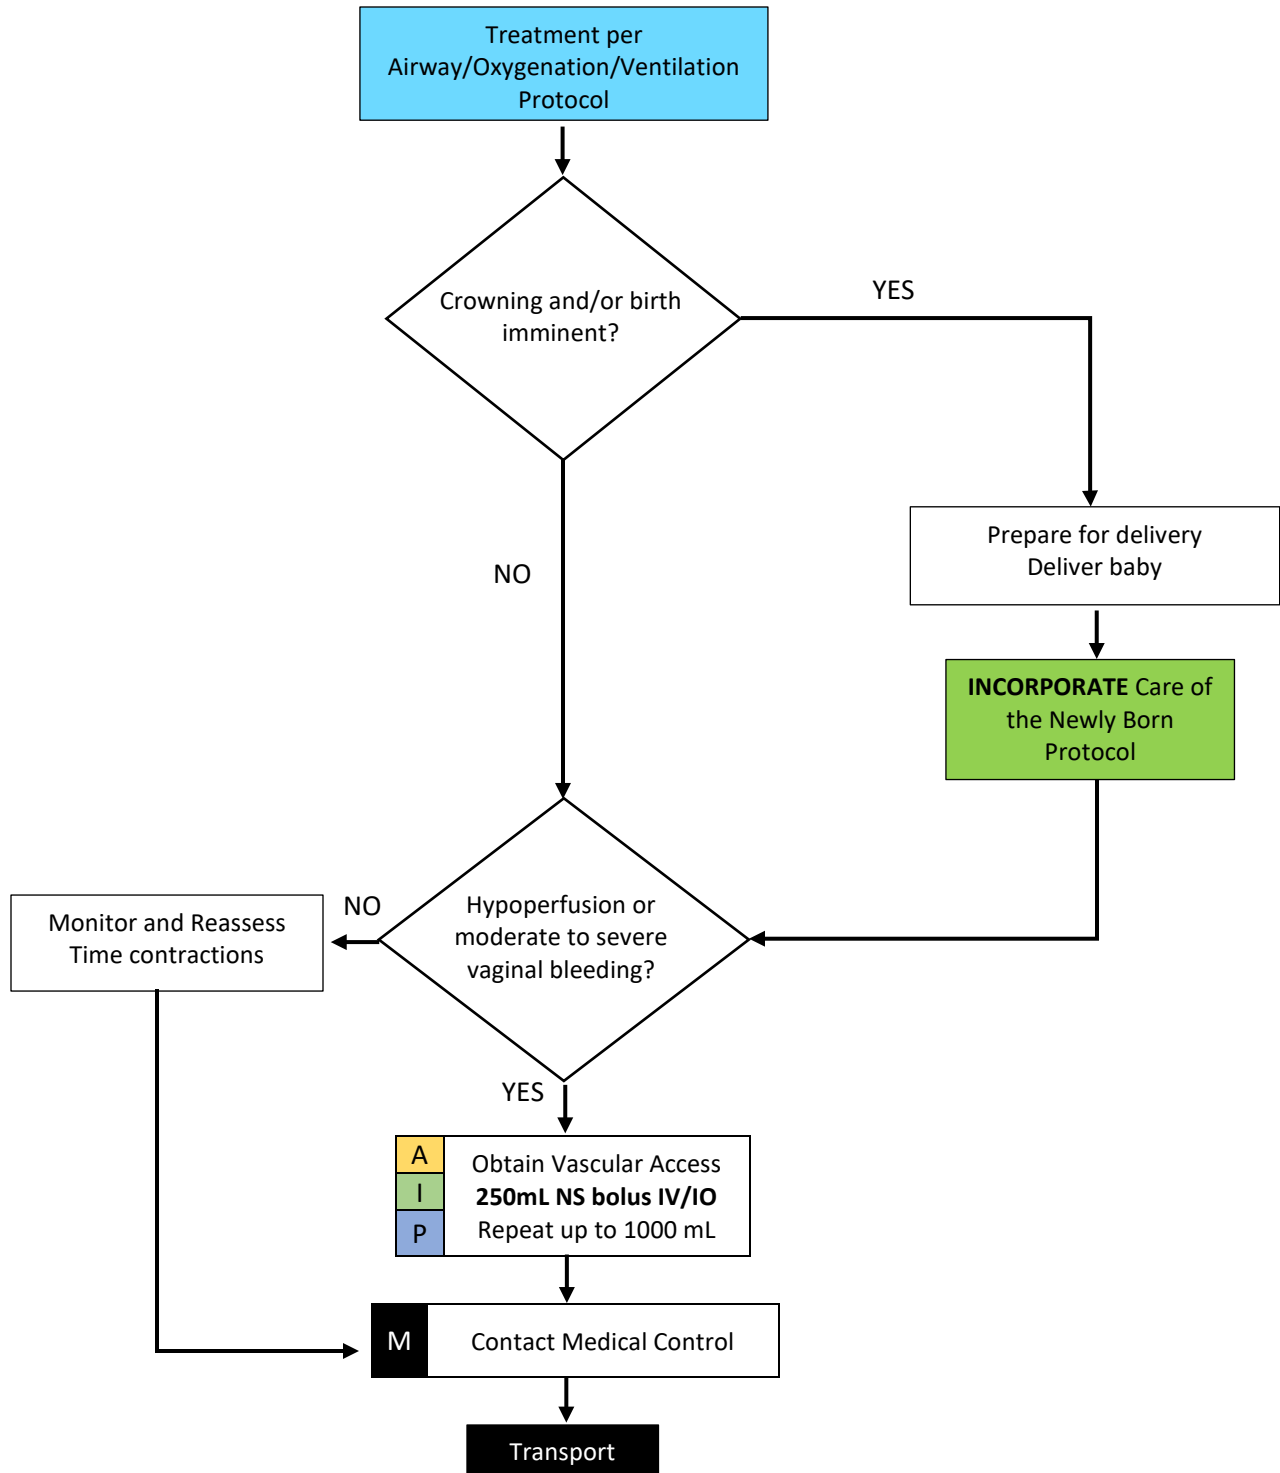 Treatment per
Airway/Oxygenation/Ventilation
Protocol
Crowning and/or birth
imminent?
YES
NO
Prepare for delivery
Deliver baby
INCORPORATE Care of
the Newly Born
Protocol
Hypoperfusion or
moderate to severe
vaginal bleeding?
NO
Monitor and Reassess
Time contractions
YES
A
I
P
Obtain Vascular Access
250mL NS bolus IV/IO
Repeat up to 1000 mL
M
Contact Medical Control
Transport